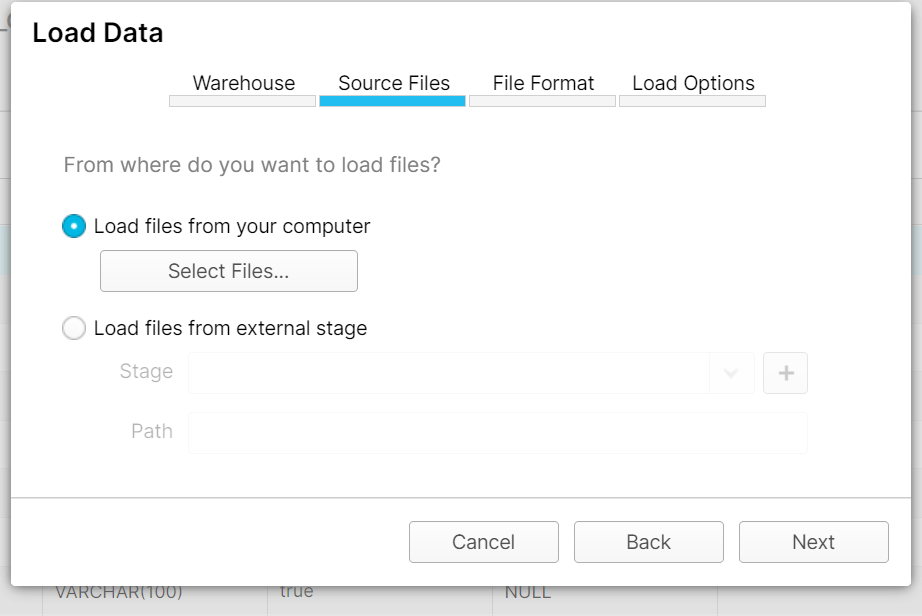 Load Data
Warehouse Source Files File Format Load Options
From where do you want to load files?
Load files from your computer
Select Files...
Load files from external stage
Stage
Path
Cancel Back Next
VARCHAR(100) true NULL